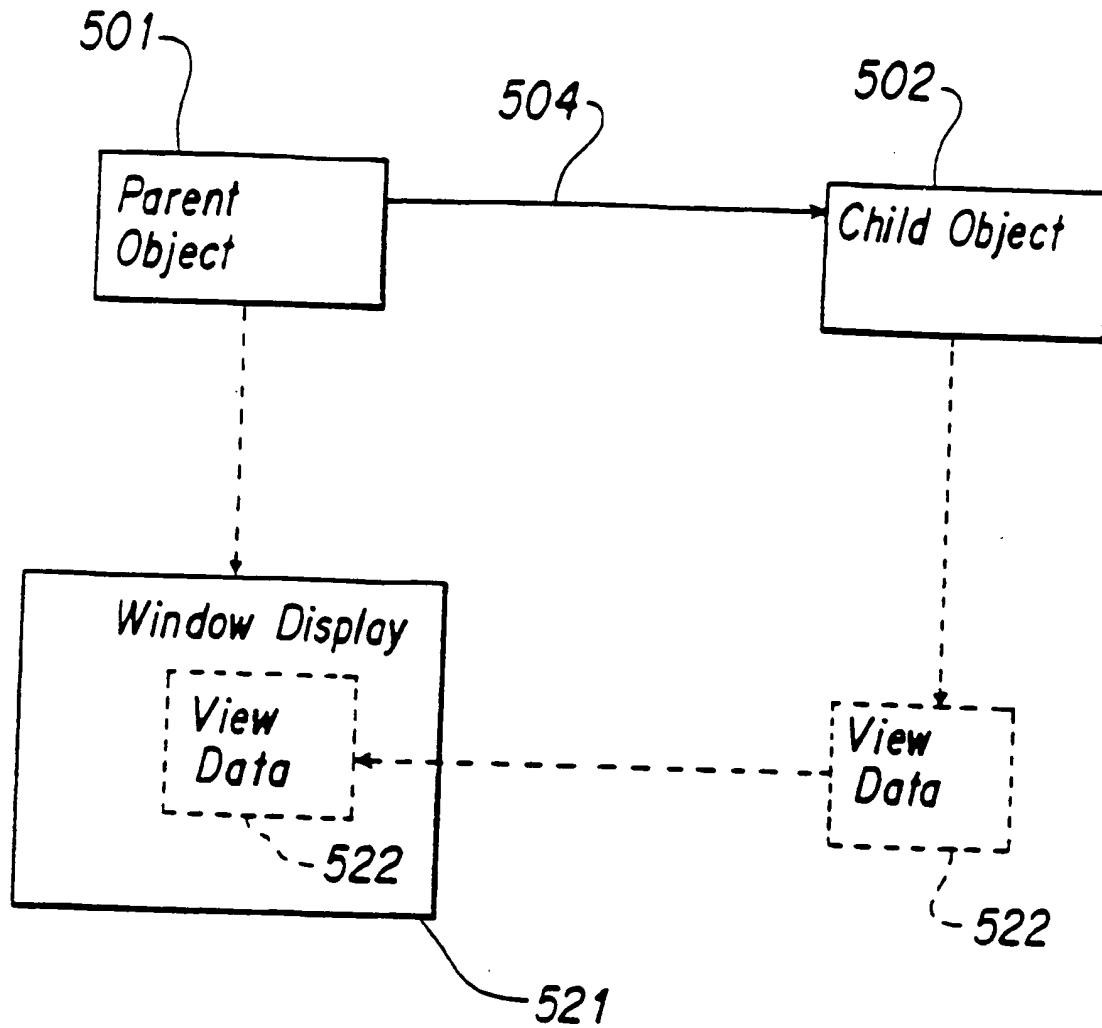 501
504
502
Parent
Object
Child Object
Window Display
View
Data
522
View
Data
522
521